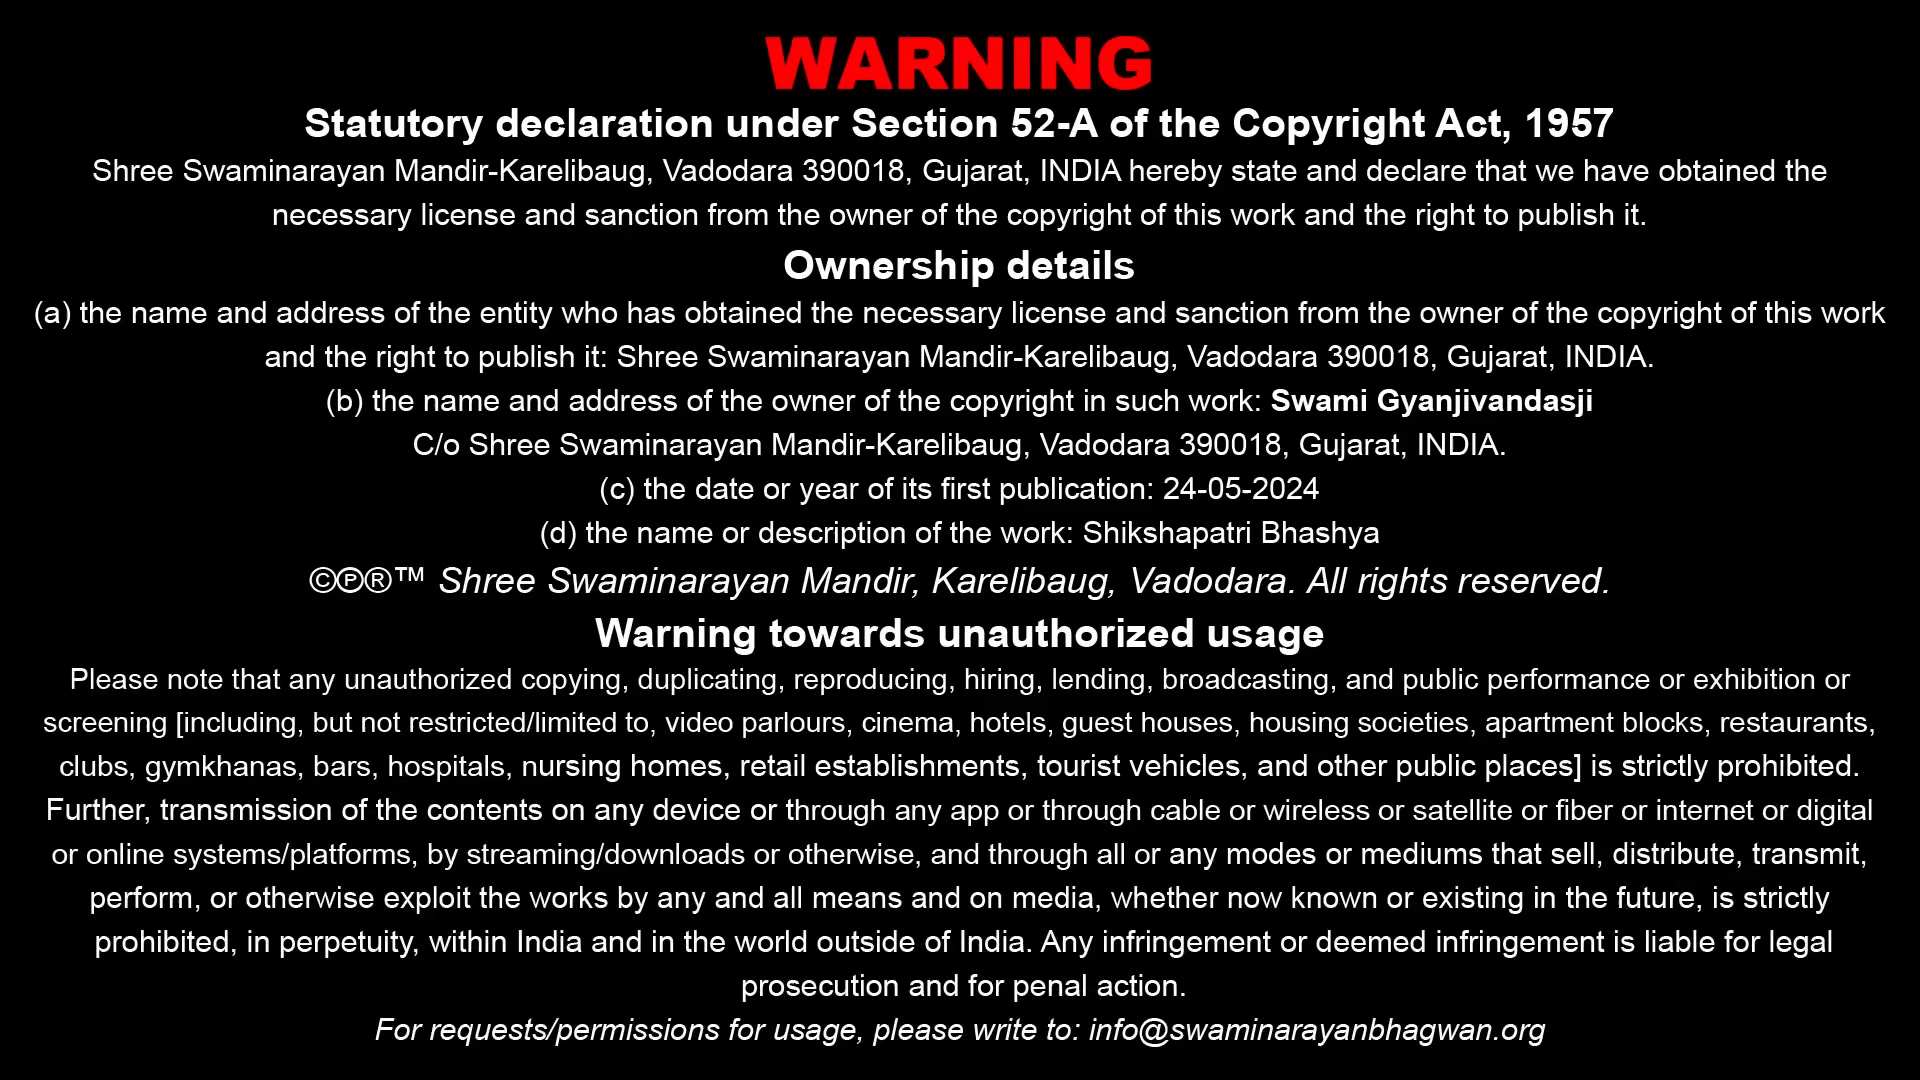 WARNING
Statutory declaration under Section 52-A of the Copyright Act, 1957
Shree Swaminarayan Mandir-Karelibaug, Vadodara 390018, Gujarat, INDIA hereby state and declare that we have obtained the
necessary license and sanction from the owner of the copyright of this work and the right to publish it.
Ownership details
(a) the name and address of the entity who has obtained the necessary license and sanction from the owner of the copyright of this work
and the right to publish it: Shree Swaminarayan Mandir-Karelibaug, Vadodara 390018, Gujarat, INDIA.
(b) the name and address of the owner of the copyright in such work: Swami Gyanjivandasji
C/o Shree Swaminarayan Mandir-Karelibaug, Vadodara 390018, Gujarat, INDIA.
(c) the date or year of its first publication: 24-05-2024
(d) the name or description of the work: Shikshapatri Bhashya
©℗®™ Shree Swaminarayan Mandir, Karelibaug, Vadodara. All rights reserved.
Warning towards unauthorized usage
Please note that any unauthorized copying, duplicating, reproducing, hiring, lending, broadcasting, and public performance or exhibition or
screening [including, but not restricted/limited to, video parlours, cinema, hotels, guest houses, housing societies, apartment blocks, restaurants,
clubs, gymkhanas, bars, hospitals, nursing homes, retail establishments, tourist vehicles, and other public places] is strictly prohibited.
Further, transmission of the contents on any device or through any app or through cable or wireless or satellite or fiber or internet or digital
or online systems/platforms, by streaming/downloads or otherwise, and through all or any modes or mediums that sell, distribute, transmit,
perform, or otherwise exploit the works by any and all means and on media, whether now known or existing in the future, is strictly
prohibited, in perpetuity, within India and in the world outside of India. Any infringement or deemed infringement is liable for legal
prosecution and for penal action.
For requests/permissions for usage, please write to: info@swaminarayanbhagwan.org